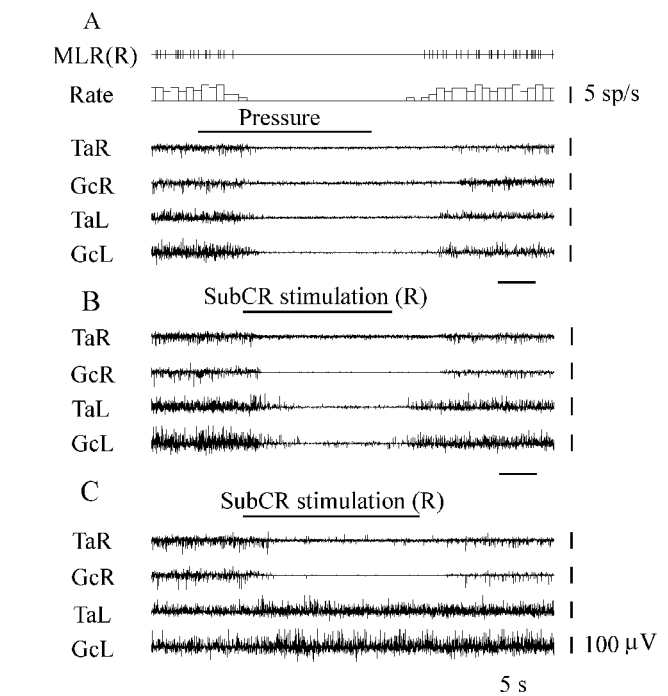 A
MLR(R)
Rate
5 sp/s
Pressure
TaR
GcR
TaL
GcL
B
SubCR stimulation (R)
TaR
GcR
TaL
GcL
C
SubCR stimulation (R)
TaR
GcR
TaL
GcL
100 μV
5 s